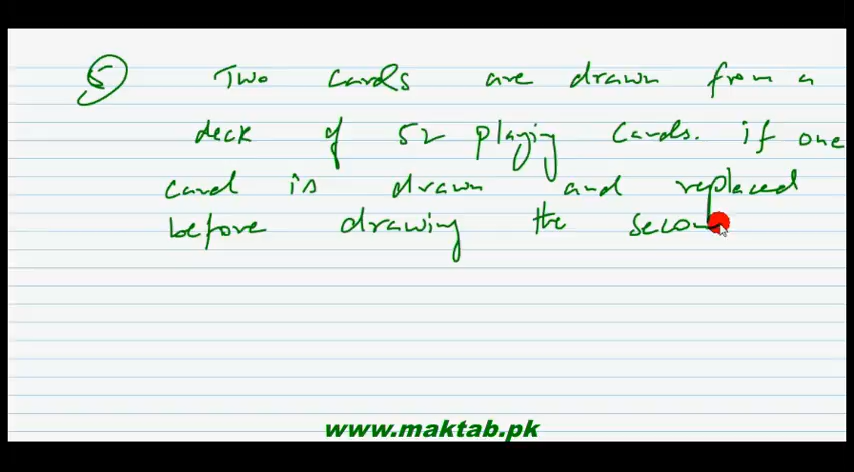 5
Two cards are drawn from a
deck of 52 playing cards. if one
card is drawn and replaced
before drawing the secon
www.maktab.pk